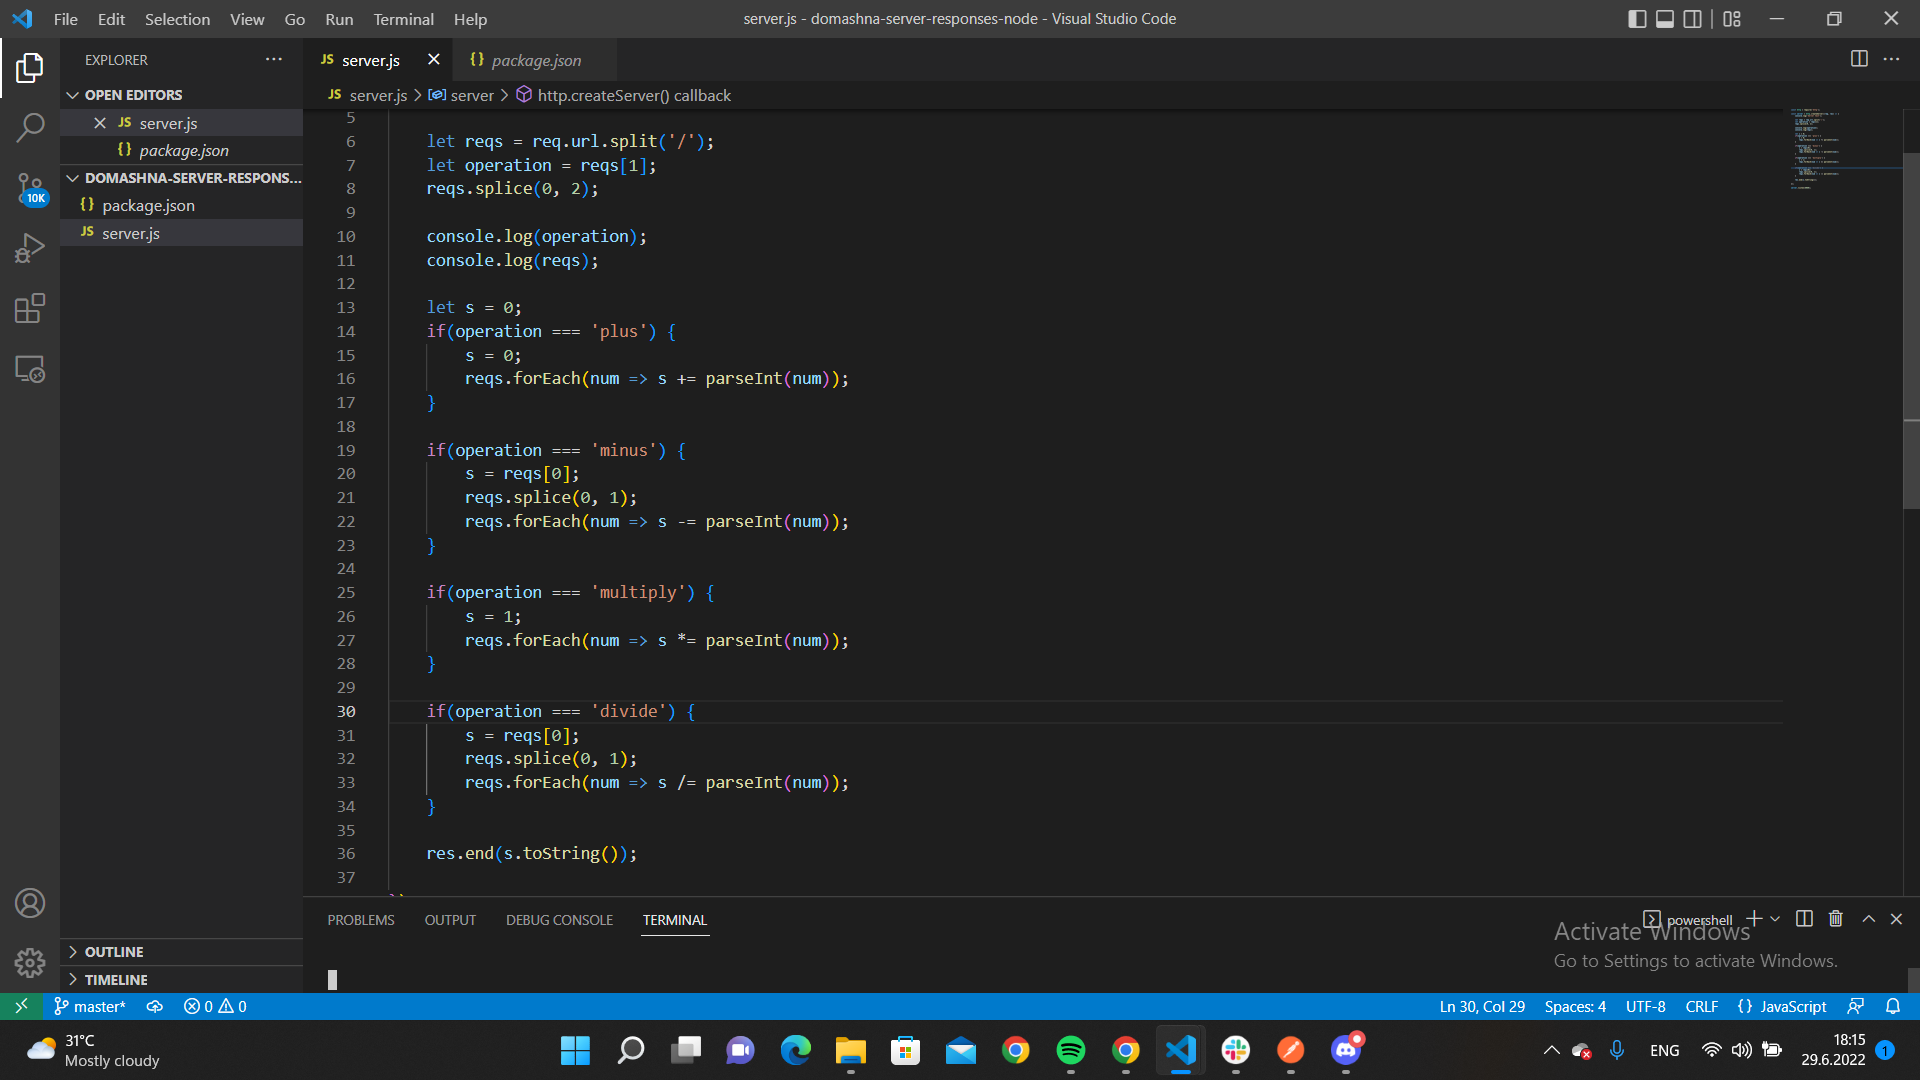 File Edit Selection View Go Run Terminal Help
server.js - domashna-server-responses-node - Visual Studio Code
EXPLORER
OPEN EDITORS
JS server.js
{} package.json
DOMASHNA-SERVER-RESPONS...
{} package.json
JS server.js
10K
OUTLINE
TIMELINE
JS server.js
{} package.json
JS server.js > server > http.createServer() callback
5
6 let reqs = req.url.split('/');
7 let operation = reqs[1];
8 reqs.splice(0, 2);
9
10 console.log(operation);
11 console.log(reqs);
12
13 let s = 0;
14 if(operation === 'plus') {
15 s = 0;
16 reqs.forEach(num => s += parseInt(num));
17 }
18
19 if(operation === 'minus') {
20 s = reqs[0];
21 reqs.splice(0, 1);
22 reqs.forEach(num => s -= parseInt(num));
23 }
24
25 if(operation === 'multiply') {
26 s = 1;
27 reqs.forEach(num => s *= parseInt(num));
28 }
29
30 if(operation === 'divide') {
31 s = reqs[0];
32 reqs.splice(0, 1);
33 reqs.forEach(num => s /= parseInt(num));
34 }
35
36 res.end(s.toString());
37
PROBLEMS OUTPUT DEBUG CONSOLE TERMINAL
powershell
Activate Windows
Go to Settings to activate Windows.
master* 0 0
Ln 30, Col 29 Spaces: 4 UTF-8 CRLF {} JavaScript
31°C
Mostly cloudy
ENG
18:15
29.6.2022
1